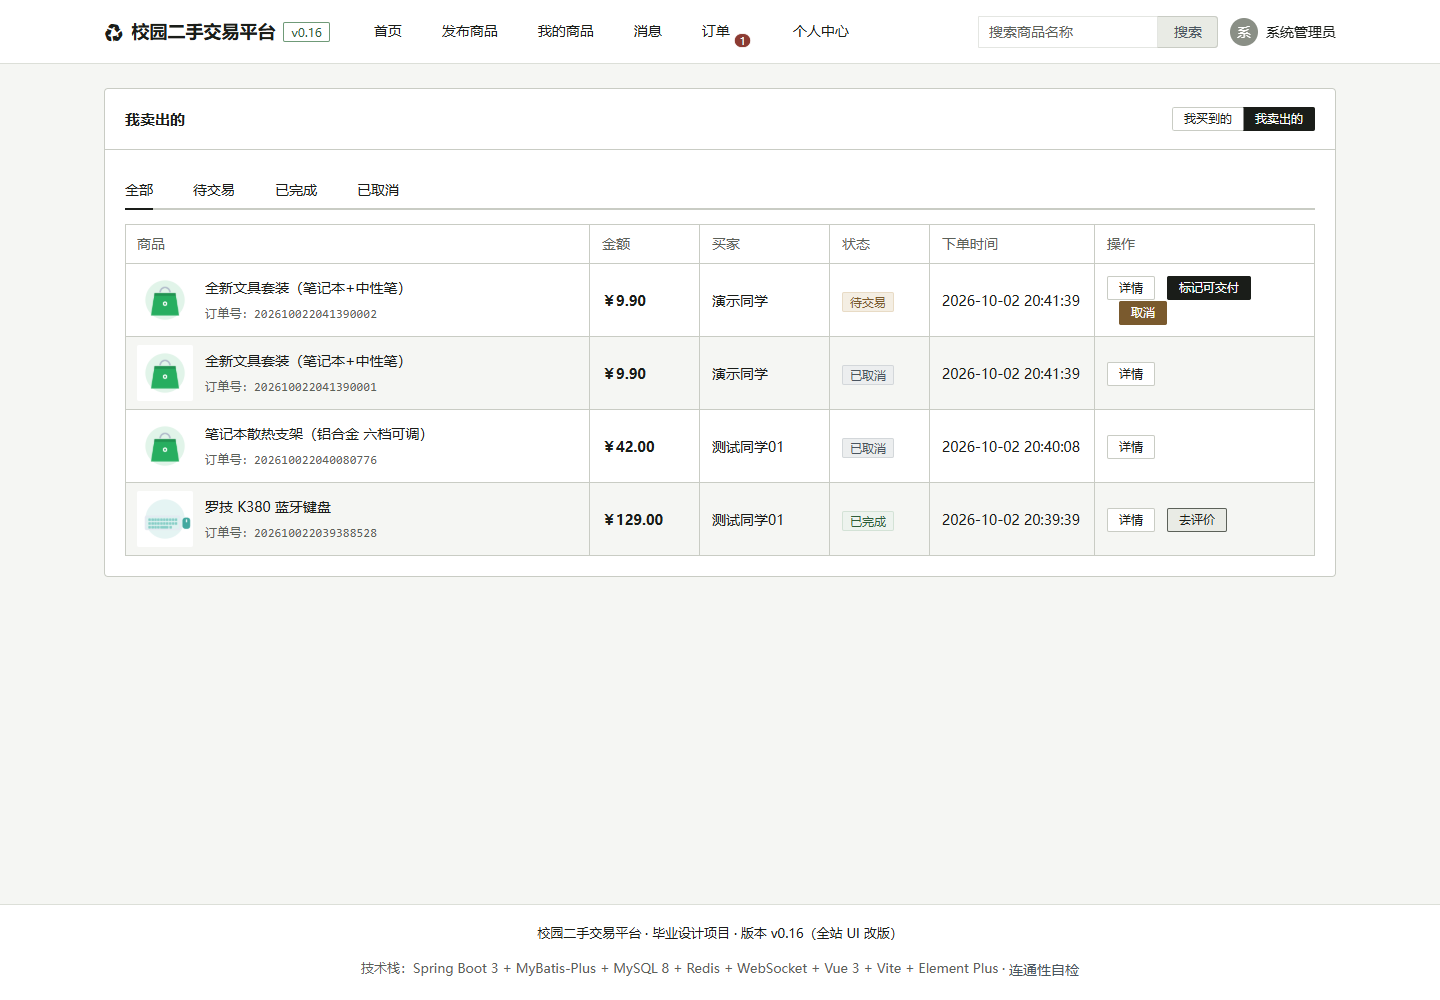 校园二手交易平台 v0.16 首页 发布商品 我的商品 消息 订单 1 个人中心 搜索商品名称 搜索 系 系统管理员
我卖出的 我买到的 我卖出的
全部 待交易 已完成 已取消
商品 金额 买家 状态 下单时间 操作
全新文具套装（笔记本+中性笔）
订单号: 202610022041390002
¥9.90 演示同学 待交易 2026-10-02 20:41:39 详情 标记可交付
取消
全新文具套装（笔记本+中性笔）
订单号: 202610022041390001
¥9.90 演示同学 已取消 2026-10-02 20:41:39 详情
笔记本散热支架（铝合金 六档可调）
订单号: 202610022040080776
¥42.00 测试同学01 已取消 2026-10-02 20:40:08 详情
罗技 K380 蓝牙键盘
订单号: 202610022039388528
¥129.00 测试同学01 已完成 2026-10-02 20:39:39 详情 去评价
校园二手交易平台 · 毕业设计项目 · 版本 v0.16（全站 UI 改版）
技术栈: Spring Boot 3 + MyBatis-Plus + MySQL 8 + Redis + WebSocket + Vue 3 + Vite + Element Plus · 连通性自检